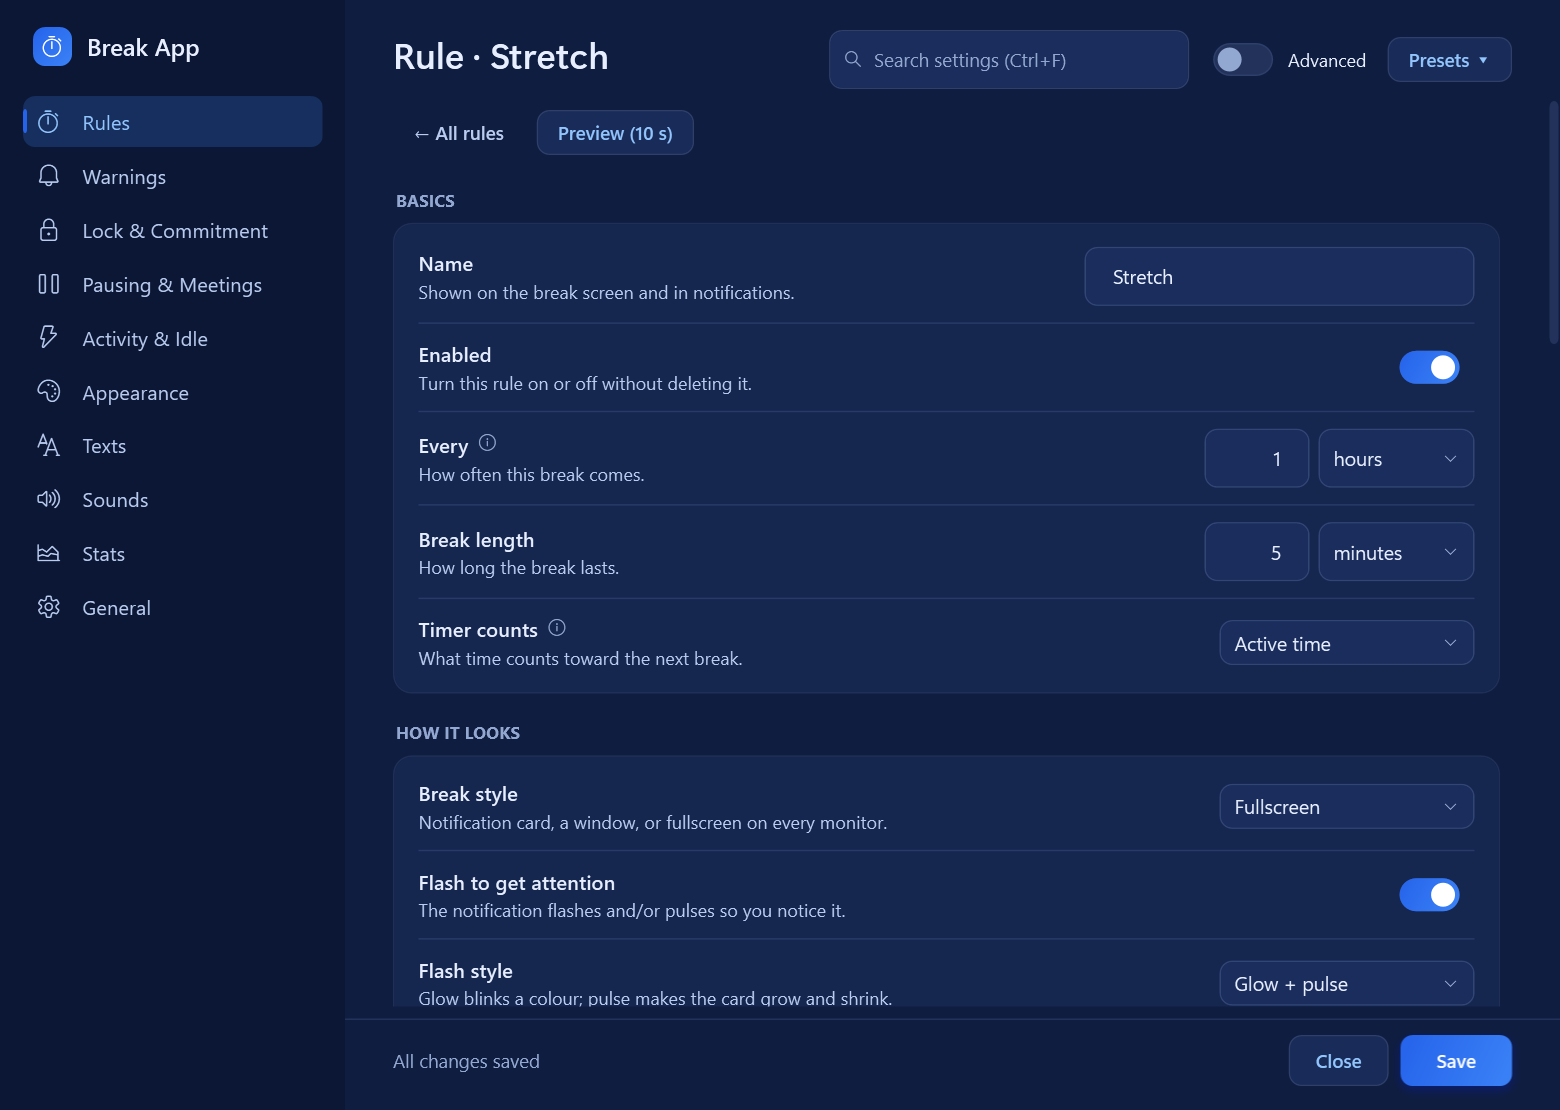 Break App
Rules
Warnings
Lock & Commitment
Pausing & Meetings
Activity & Idle
Appearance
Texts
Sounds
Stats
General
Rule · Stretch
Search settings (Ctrl+F)
Advanced
Presets ▾
← All rules
Preview (10 s)
BASICS
Name
Shown on the break screen and in notifications.
Stretch
Enabled
Turn this rule on or off without deleting it.
Every
How often this break comes.
1
hours
Break length
How long the break lasts.
5
minutes
Timer counts
What time counts toward the next break.
Active time
HOW IT LOOKS
Break style
Notification card, a window, or fullscreen on every monitor.
Fullscreen
Flash to get attention
The notification flashes and/or pulses so you notice it.
Flash style
Glow blinks a colour; pulse makes the card grow and shrink.
Glow + pulse
All changes saved
Close
Save